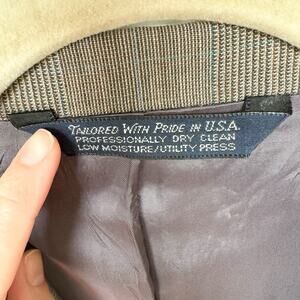 TAILORED WITH PRIDE IN U.S.A.
PROFESSIONALLY DRY CLEAN
LOW MOISTURE/UTILITY PRESS